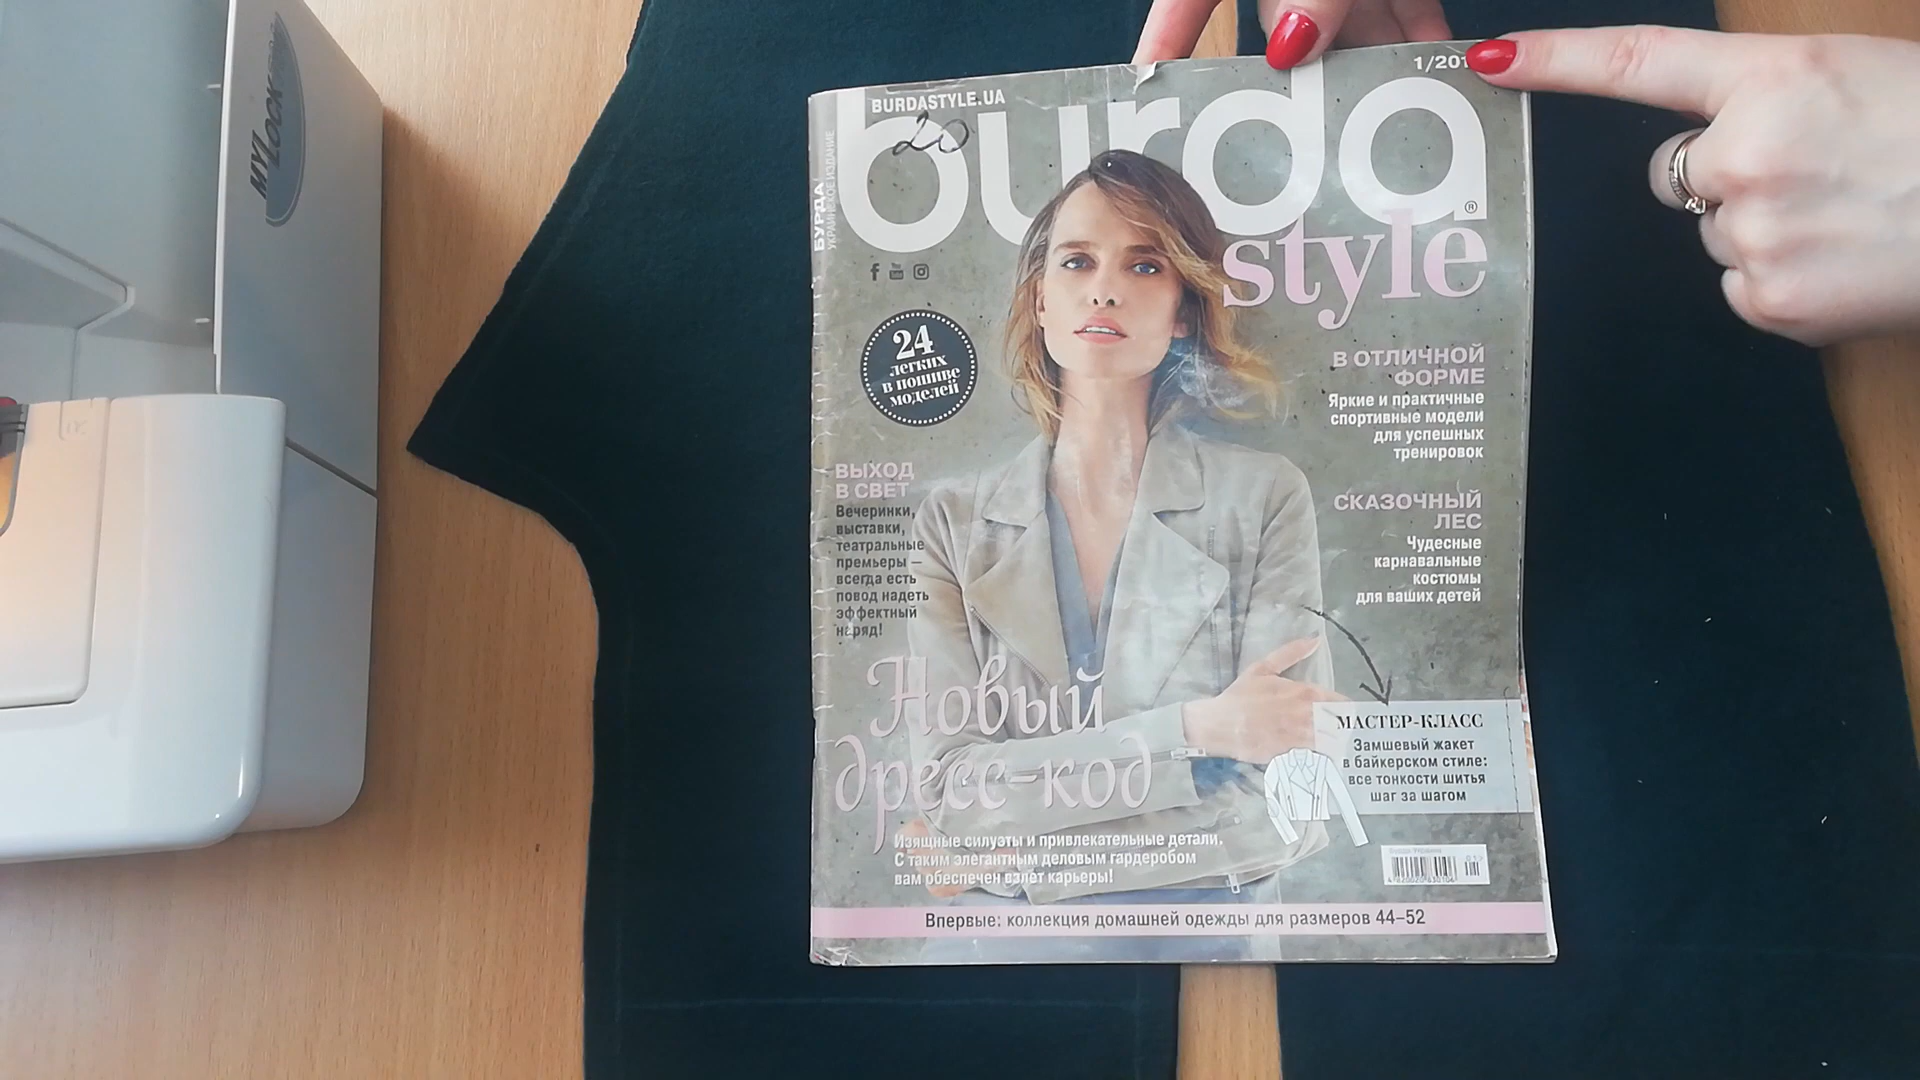 MYLOCK
1/201
BURDASTYLE.UA
20
burda
style
БУРДА
УКРАИНСКОЕ ИЗДАНИЕ
24
легких
в пошиве
моделей
В ОТЛИЧНОЙ
ФОРМЕ
Яркие и практичные
спортивные модели
для успешных
тренировок
ВЫХОД
В СВЕТ
Вечеринки,
выставки,
театральные
премьеры —
всегда есть
повод надеть
эффектный
наряд!
СКАЗОЧНЫЙ
ЛЕС
Чудесные
карнавальные
костюмы
для ваших детей
Новый
дресс-код
Изящные силуэты и привлекательные детали.
С таким элегантным деловым гардеробом
вам обеспечен взлёт карьеры!
МАСТЕР-КЛАСС
Замшевый жакет
в байкерском стиле:
все тонкости шитья
шаг за шагом
Впервые: коллекция домашней одежды для размеров 44–52